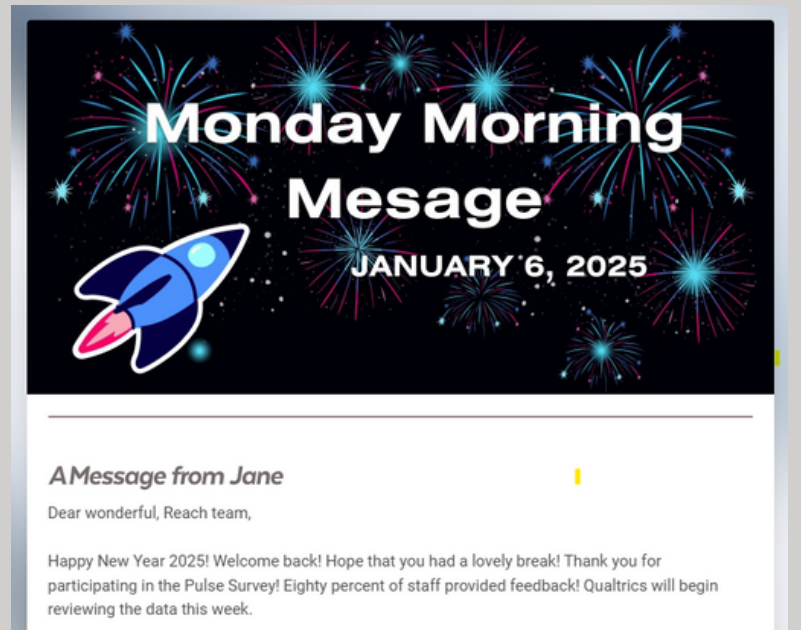 Monday Morning
Mesage
JANUARY 6, 2025
A Message from Jane
Dear wonderful, Reach team,
Happy New Year 2025! Welcome back! Hope that you had a lovely break! Thank you for
participating in the Pulse Survey! Eighty percent of staff provided feedback! Qualtrics will begin
reviewing the data this week.